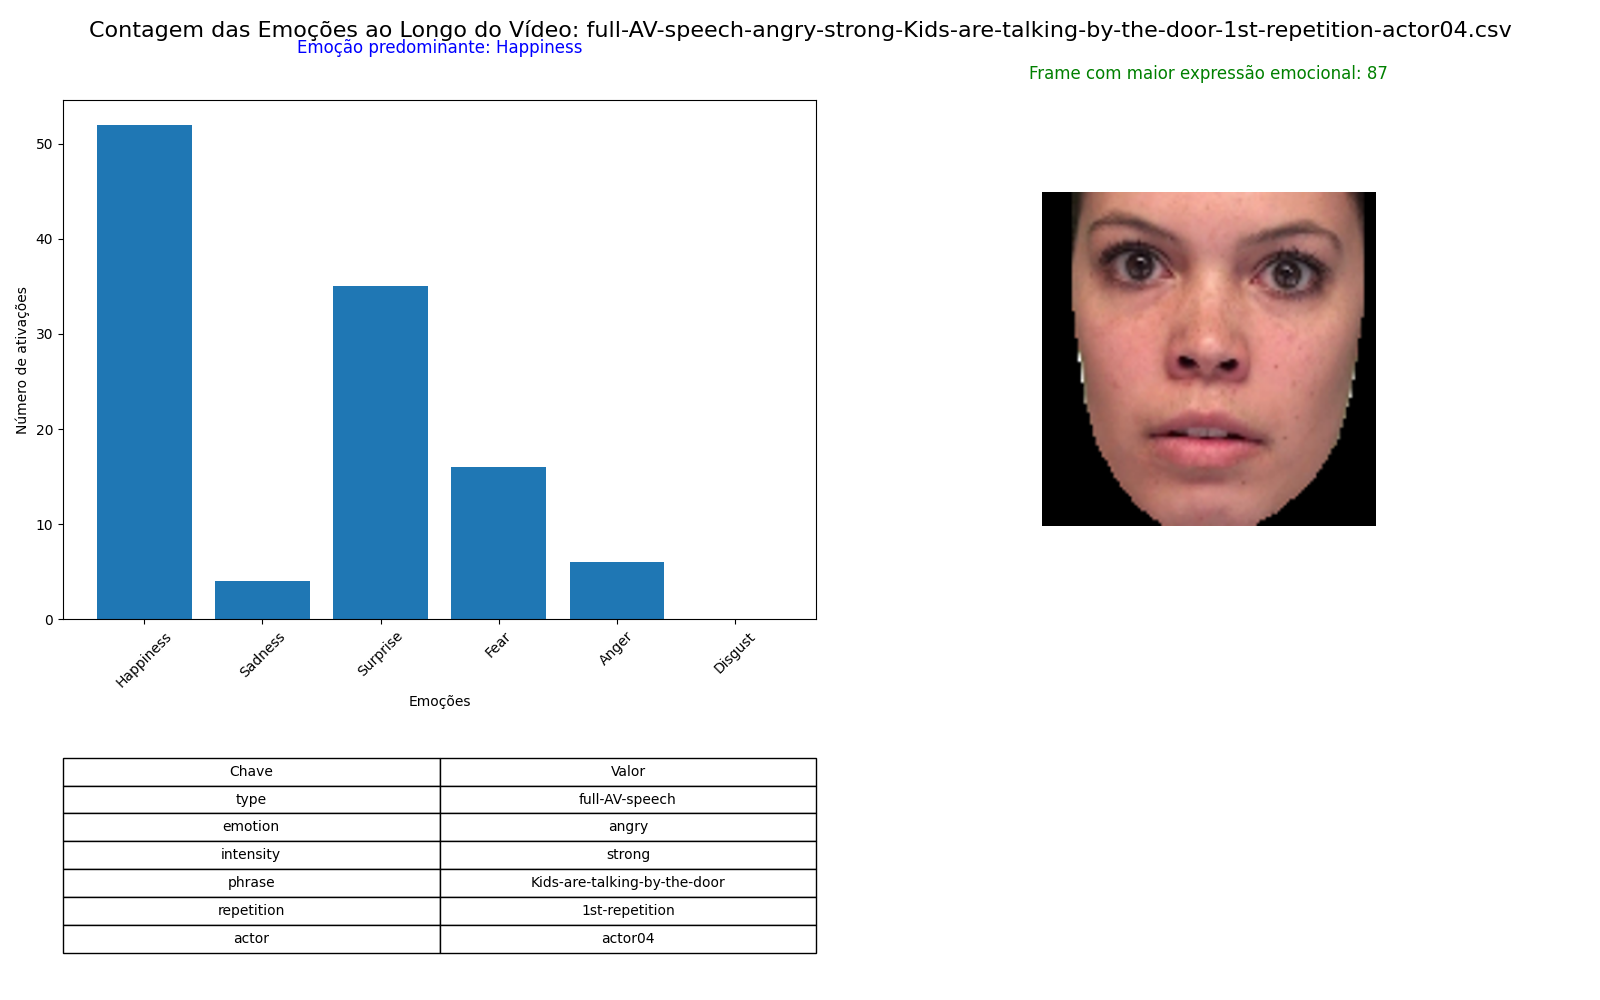 Contagem das Emoções ao Longo do Vídeo: full-AV-speech-angry-strong-Kids-are-talking-by-the-door-1st-repetition-actor04.csv
Emoção predominante: Happiness
Frame com maior expressão emocional: 87
50
40
30
20
10
0
Número de ativações
Happiness
Sadness
Surprise
Fear
Anger
Disgust
Emoções
Chave Valor
type full-AV-speech
emotion angry
intensity strong
phrase Kids-are-talking-by-the-door
repetition 1st-repetition
actor actor04